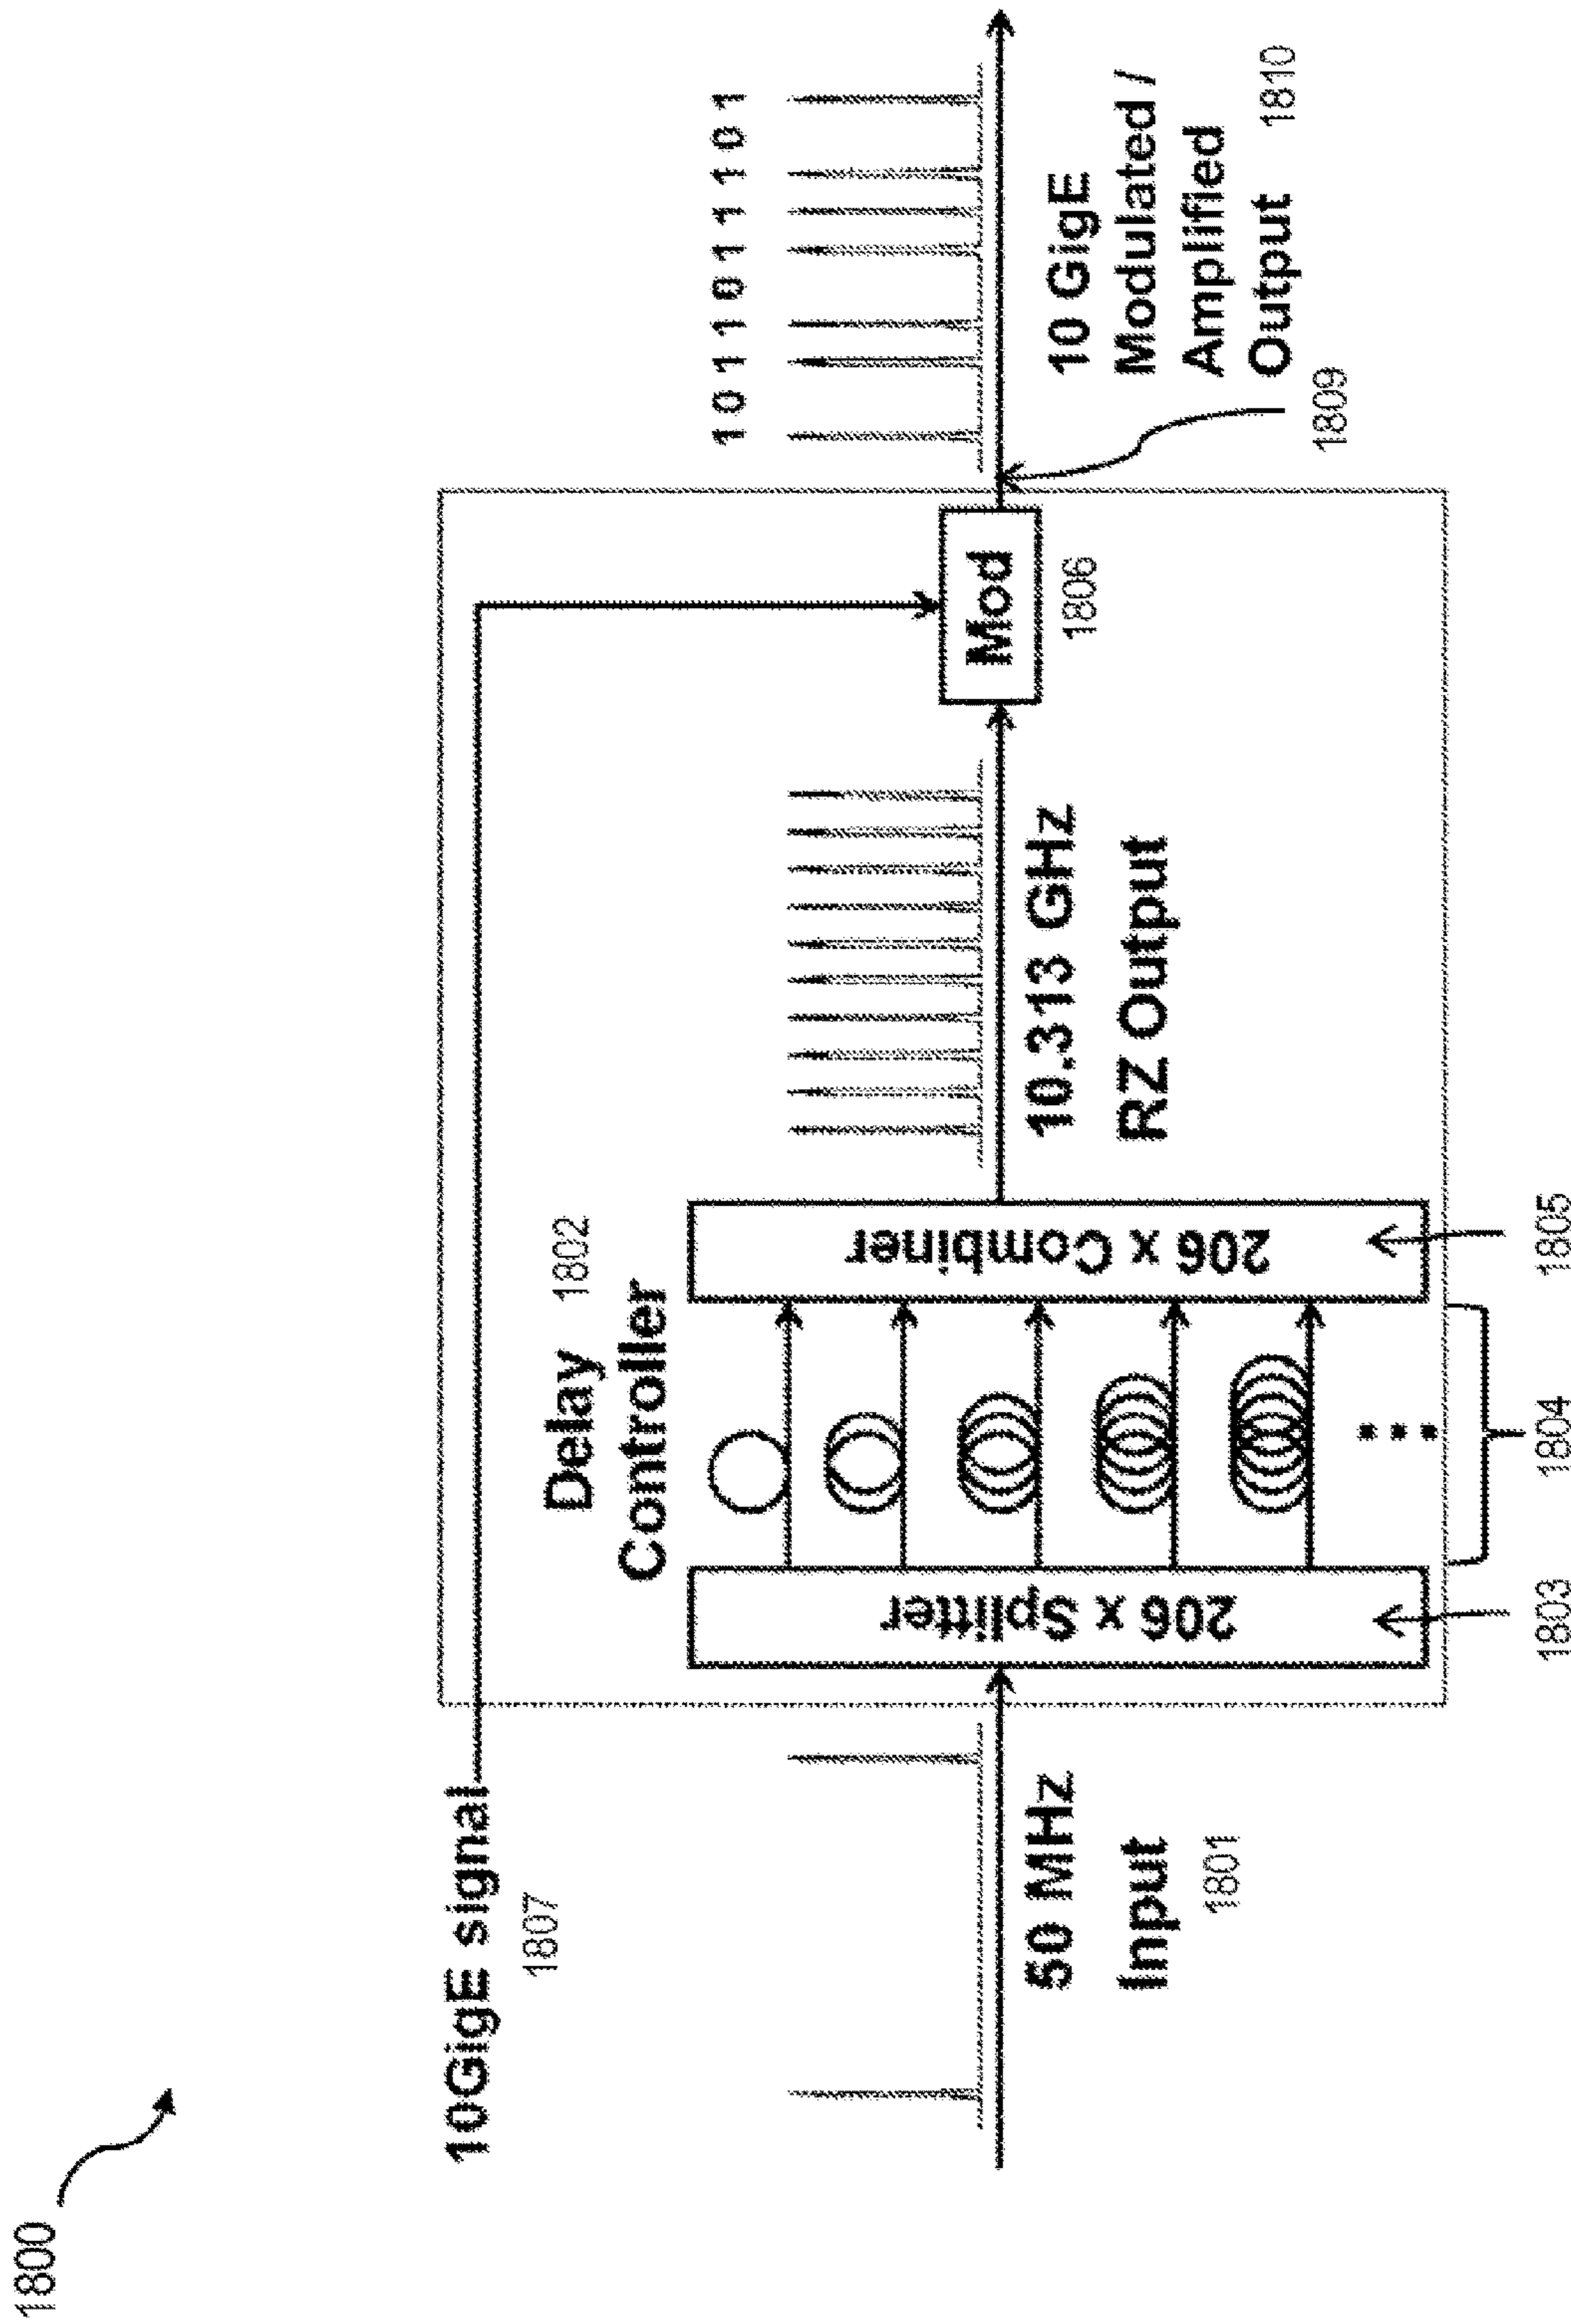 1800
10GigE signal
1807
50 MHz
Input
1801
Delay
Controller
1802
206 x Splitter
206 x Combiner
1803
1804
1805
10.313 GHz
RZ Output
Mod
1806
1 0 1 1 0 1 1 1 0 1
10 GigE
Modulated /
Amplified
Output
1810
1809